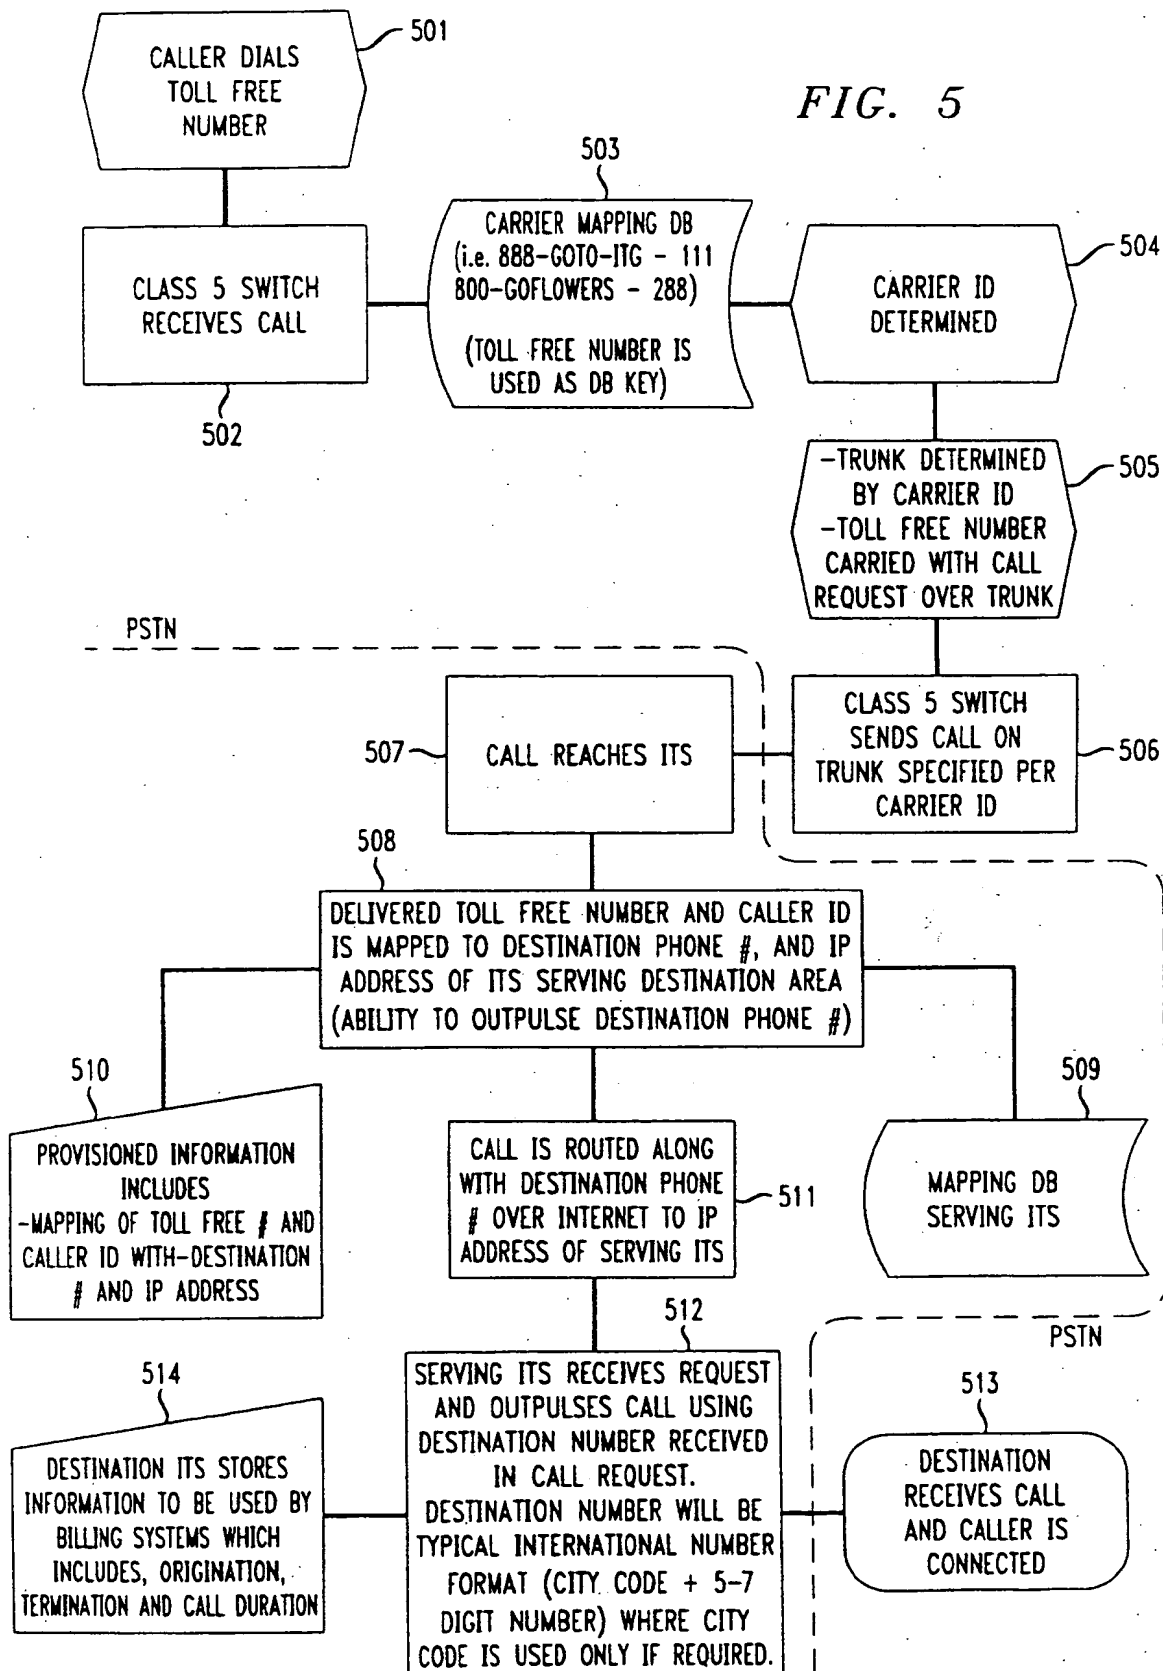 501
CALLER DIALS
TOLL FREE
NUMBER
FIG. 5
503
CLASS 5 SWITCH
RECEIVES CALL
502
CARRIER MAPPING DB
(i.e. 888-GOTO-ITG - 111
800-GOFLOWERS - 288)
(TOLL FREE NUMBER IS
USED AS DB KEY)
504
CARRIER ID
DETERMINED
505
-TRUNK DETERMINED
BY CARRIER ID
-TOLL FREE NUMBER
CARRIED WITH CALL
REQUEST OVER TRUNK
PSTN
507
CALL REACHES ITS
CLASS 5 SWITCH
SENDS CALL ON
TRUNK SPECIFIED PER
CARRIER ID
506
508
DELIVERED TOLL FREE NUMBER AND CALLER ID
IS MAPPED TO DESTINATION PHONE #, AND IP
ADDRESS OF ITS SERVING DESTINATION AREA
(ABILITY TO OUTPULSE DESTINATION PHONE #)
510
PROVISIONED INFORMATION
INCLUDES
-MAPPING OF TOLL FREE # AND
CALLER ID WITH-DESTINATION
# AND IP ADDRESS
CALL IS ROUTED ALONG
WITH DESTINATION PHONE
# OVER INTERNET TO IP
ADDRESS OF SERVING ITS
511
509
MAPPING DB
SERVING ITS
PSTN
514
DESTINATION ITS STORES
INFORMATION TO BE USED BY
BILLING SYSTEMS WHICH
INCLUDES, ORIGINATION,
TERMINATION AND CALL DURATION
512
SERVING ITS RECEIVES REQUEST
AND OUTPULSES CALL USING
DESTINATION NUMBER RECEIVED
IN CALL REQUEST.
DESTINATION NUMBER WILL BE
TYPICAL INTERNATIONAL NUMBER
FORMAT (CITY CODE + 5-7
DIGIT NUMBER) WHERE CITY
CODE IS USED ONLY IF REQUIRED.
513
DESTINATION
RECEIVES CALL
AND CALLER IS
CONNECTED